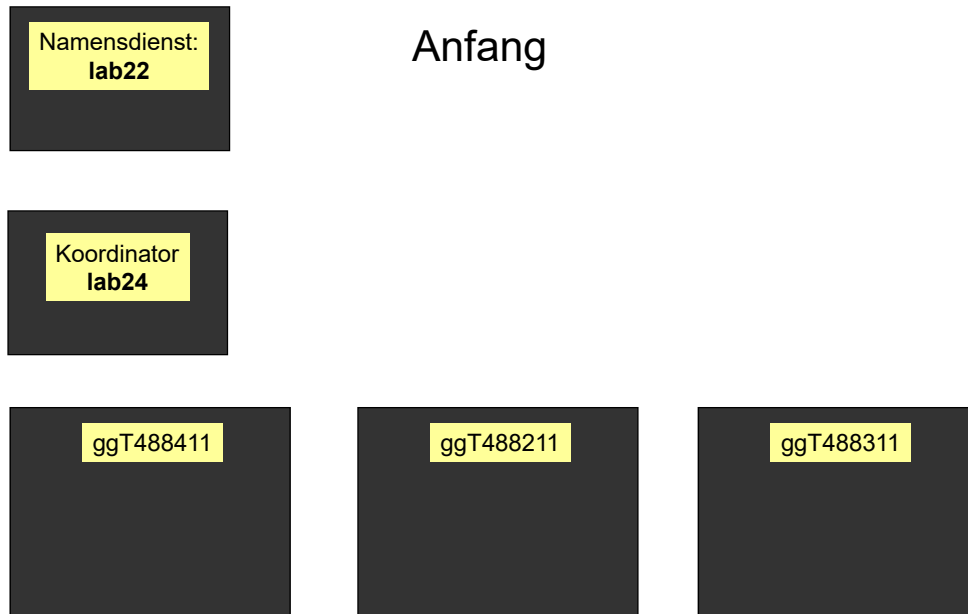 Namensdienst:
lab22
Anfang
Koordinator
lab24
ggT488411
ggT488211
ggT488311